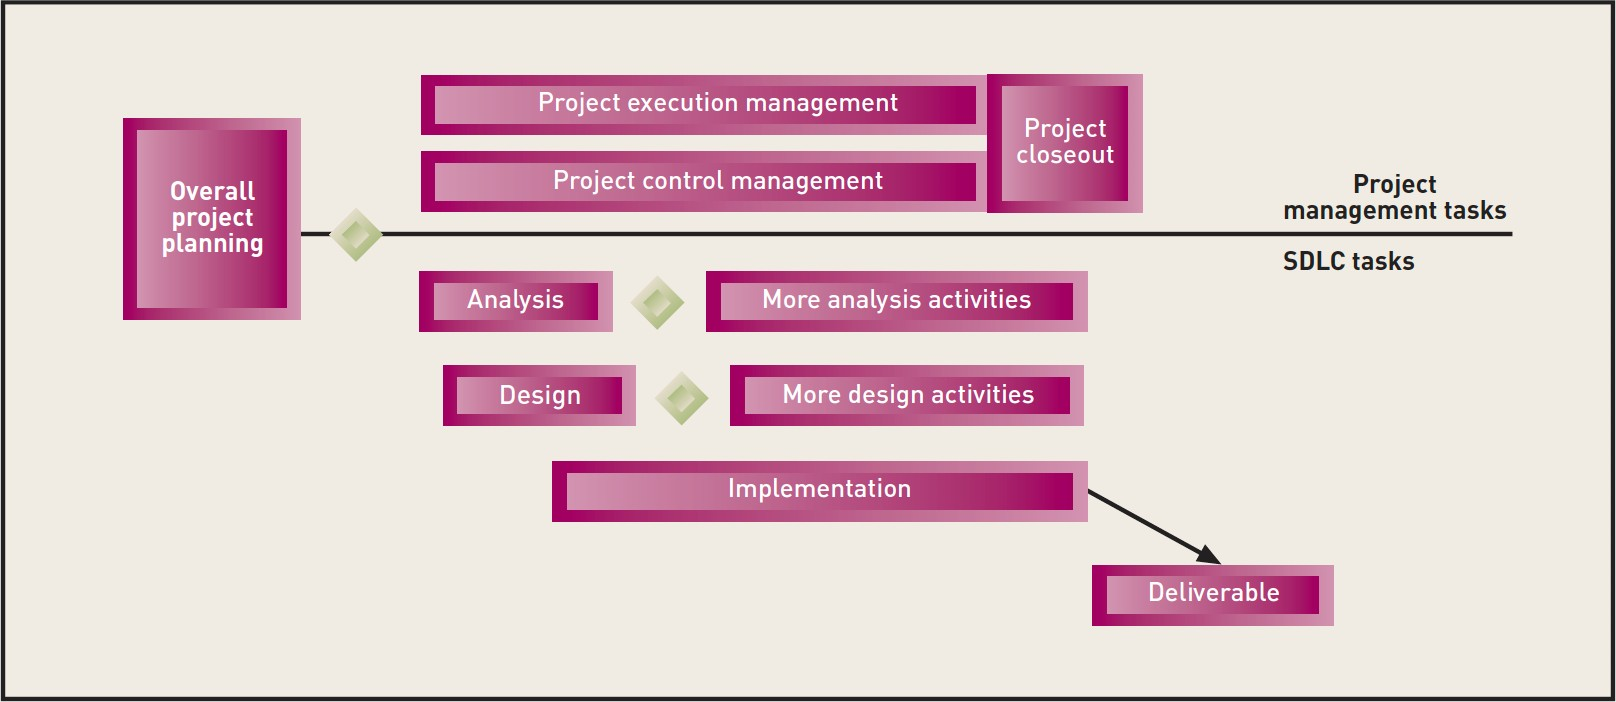 Overall
project
planning
Project execution management
Project control management
Project
closeout
Project
management tasks
SDLC tasks
Analysis
More analysis activities
Design
More design activities
Implementation
Deliverable